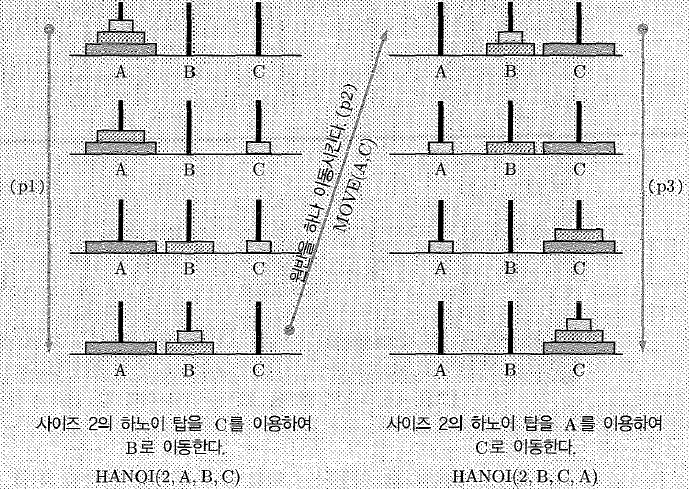 A B C
A B C
A B C
A B C
(p1)
원반을 하나 이동시킨다.(p2)
MOVE(A,C)
A B C
A B C
A B C
A B C
(p3)
사이즈 2의 하노이 탑을 C를 이용하여
B로 이동한다.
HANOI(2, A, B, C)
사이즈 2의 하노이 탑을 A를 이용하여
C로 이동한다.
HANOI(2, B, C, A)